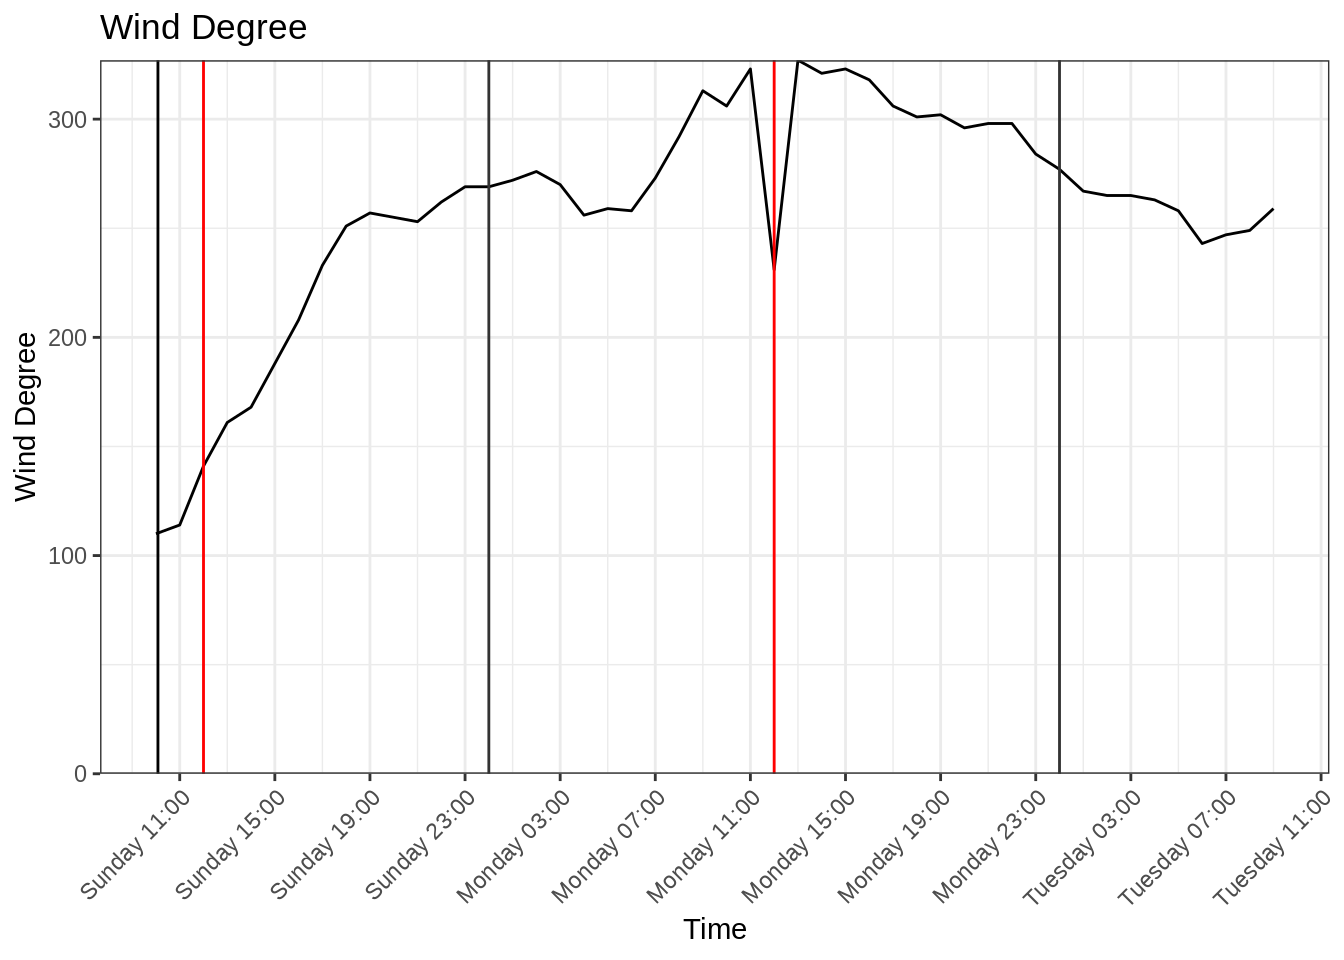 Wind Degree
Wind Degree
300
200
100
0
Sunday 11:00
Sunday 15:00
Sunday 19:00
Sunday 23:00
Monday 03:00
Monday 07:00
Monday 11:00
Monday 15:00
Monday 19:00
Monday 23:00
Tuesday 03:00
Tuesday 07:00
Tuesday 11:00
Time